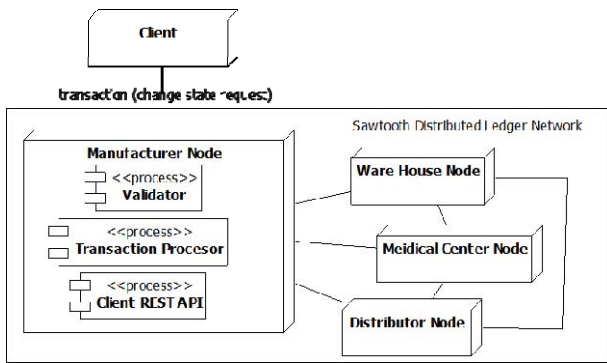 Client
transaction (change state request)
Sawtooth Distributed Ledger Network
Manufacturer Node
<<process>>
Validator
<<process>>
Transaction Procesor
<<process>>
Client REST API
Ware House Node
Meidical Center Node
Distributor Node